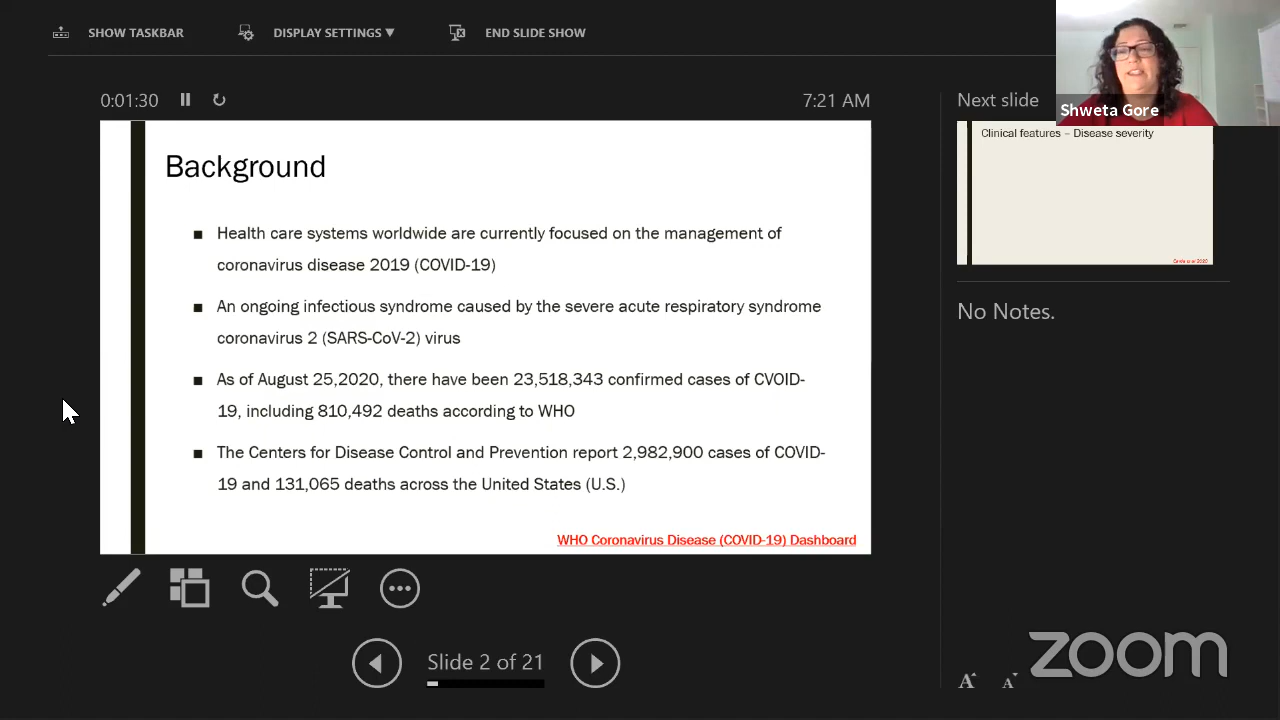 SHOW TASKBAR
DISPLAY SETTINGS ▼
END SLIDE SHOW
Shweta Gore
0:01:30
7:21 AM
Next slide
Background
■ Health care systems worldwide are currently focused on the management of
coronavirus disease 2019 (COVID-19)
■ An ongoing infectious syndrome caused by the severe acute respiratory syndrome
coronavirus 2 (SARS-CoV-2) virus
■ As of August 25,2020, there have been 23,518,343 confirmed cases of CVOID-
19, including 810,492 deaths according to WHO
■ The Centers for Disease Control and Prevention report 2,982,900 cases of COVID-
19 and 131,065 deaths across the United States (U.S.)
WHO Coronavirus Disease (COVID-19) Dashboard
Clinical features – Disease severity
2020
No Notes.
Slide 2 of 21
A A
zoom